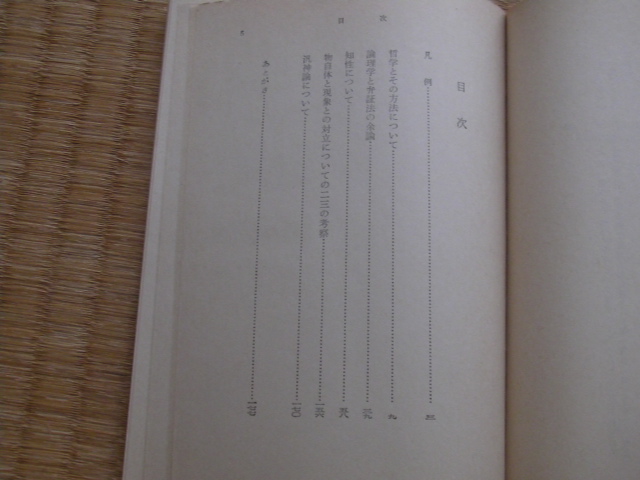 目次
目次
凡例
哲学とその方法について
論理学と弁証法の余論
知性について
物自体と現象との対立についての二三の考察
汎神論について
あとがき